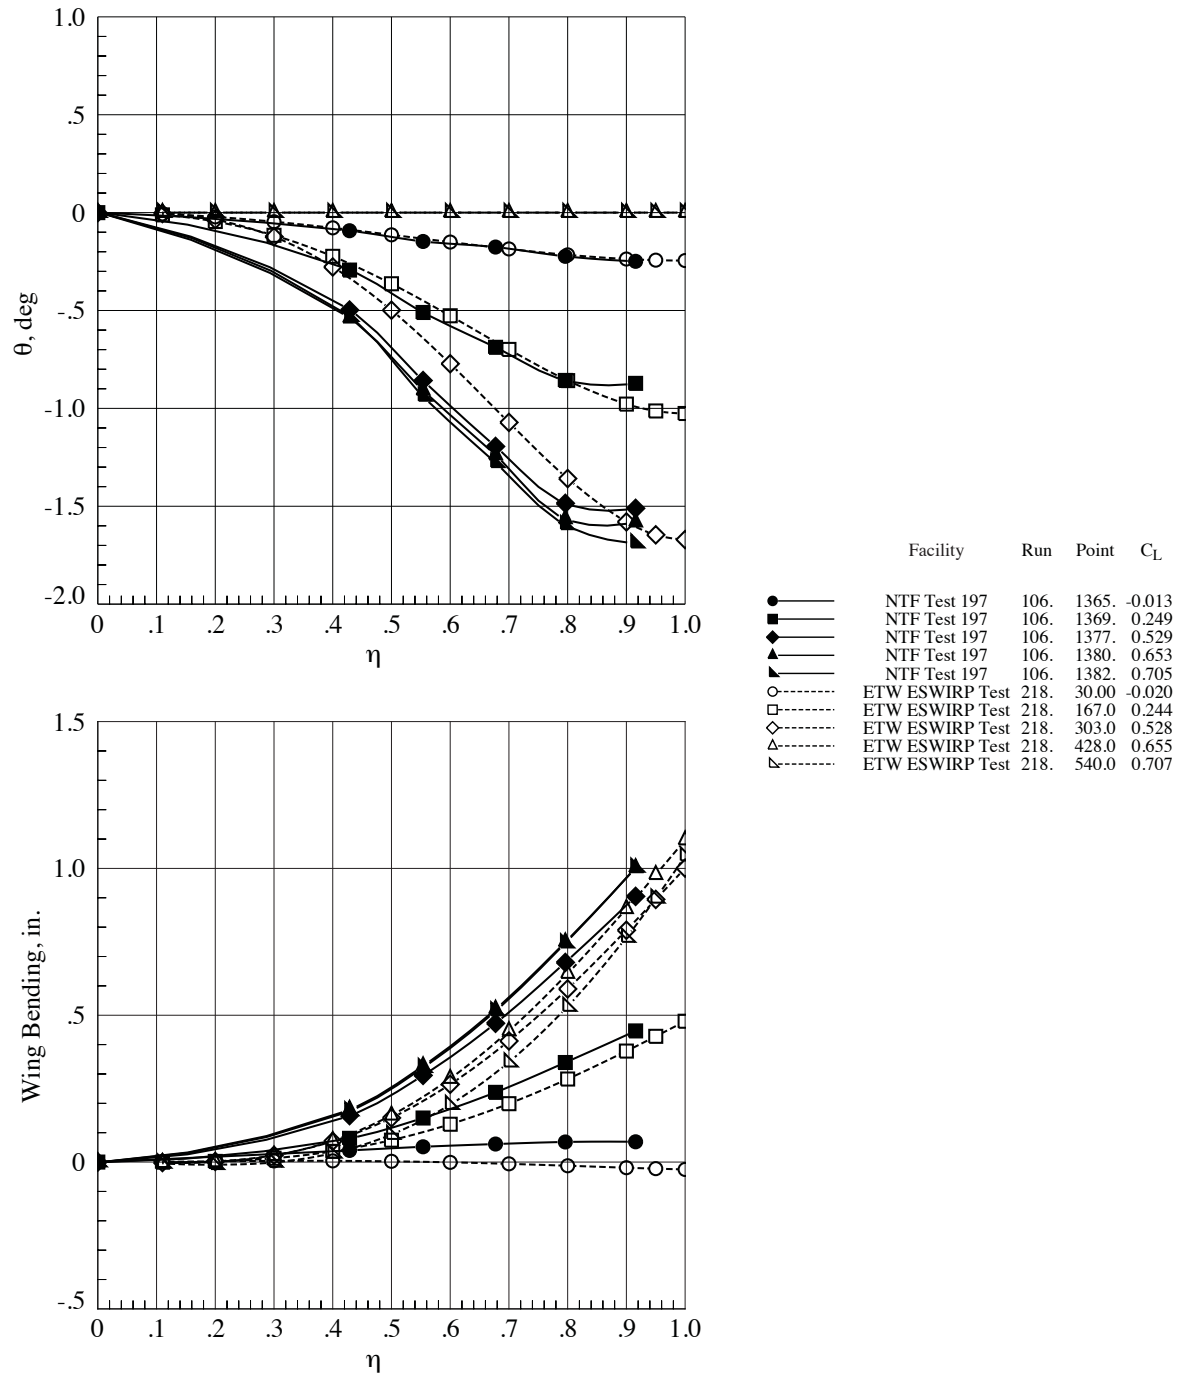 1.0
.5
0
-.5
-1.0
-1.5
-2.0
θ, deg
0 .1 .2 .3 .4 .5 .6 .7 .8 .9 1.0
η
Facility Run Point CL
NTF Test 197 106. 1365. -0.013
NTF Test 197 106. 1369. 0.249
NTF Test 197 106. 1377. 0.529
NTF Test 197 106. 1380. 0.653
NTF Test 197 106. 1382. 0.705
ETW ESWIRP Test 218. 30.00 -0.020
ETW ESWIRP Test 218. 167.0 0.244
ETW ESWIRP Test 218. 303.0 0.528
ETW ESWIRP Test 218. 428.0 0.655
ETW ESWIRP Test 218. 540.0 0.707
1.5
1.0
.5
0
-.5
Wing Bending, in.
0 .1 .2 .3 .4 .5 .6 .7 .8 .9 1.0
η